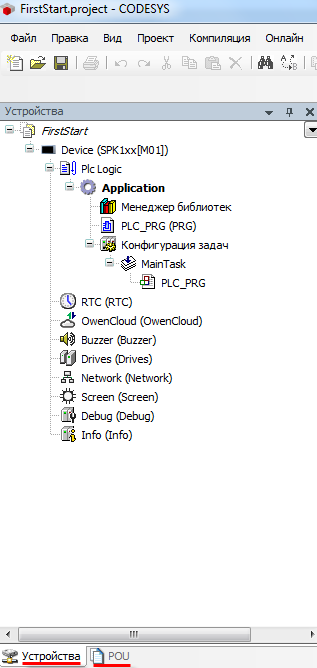 FirstStart.project - CODESYS
Файл Правка Вид Проект Компиляция Онлайн
Устройства
FirstStart
Device (SPK1xx[M01])
Plc Logic
Application
Менеджер библиотек
PLC_PRG (PRG)
Конфигурация задач
MainTask
PLC_PRG
RTC (RTC)
OwenCloud (OwenCloud)
Buzzer (Buzzer)
Drives (Drives)
Network (Network)
Screen (Screen)
Debug (Debug)
Info (Info)
Устройства POU